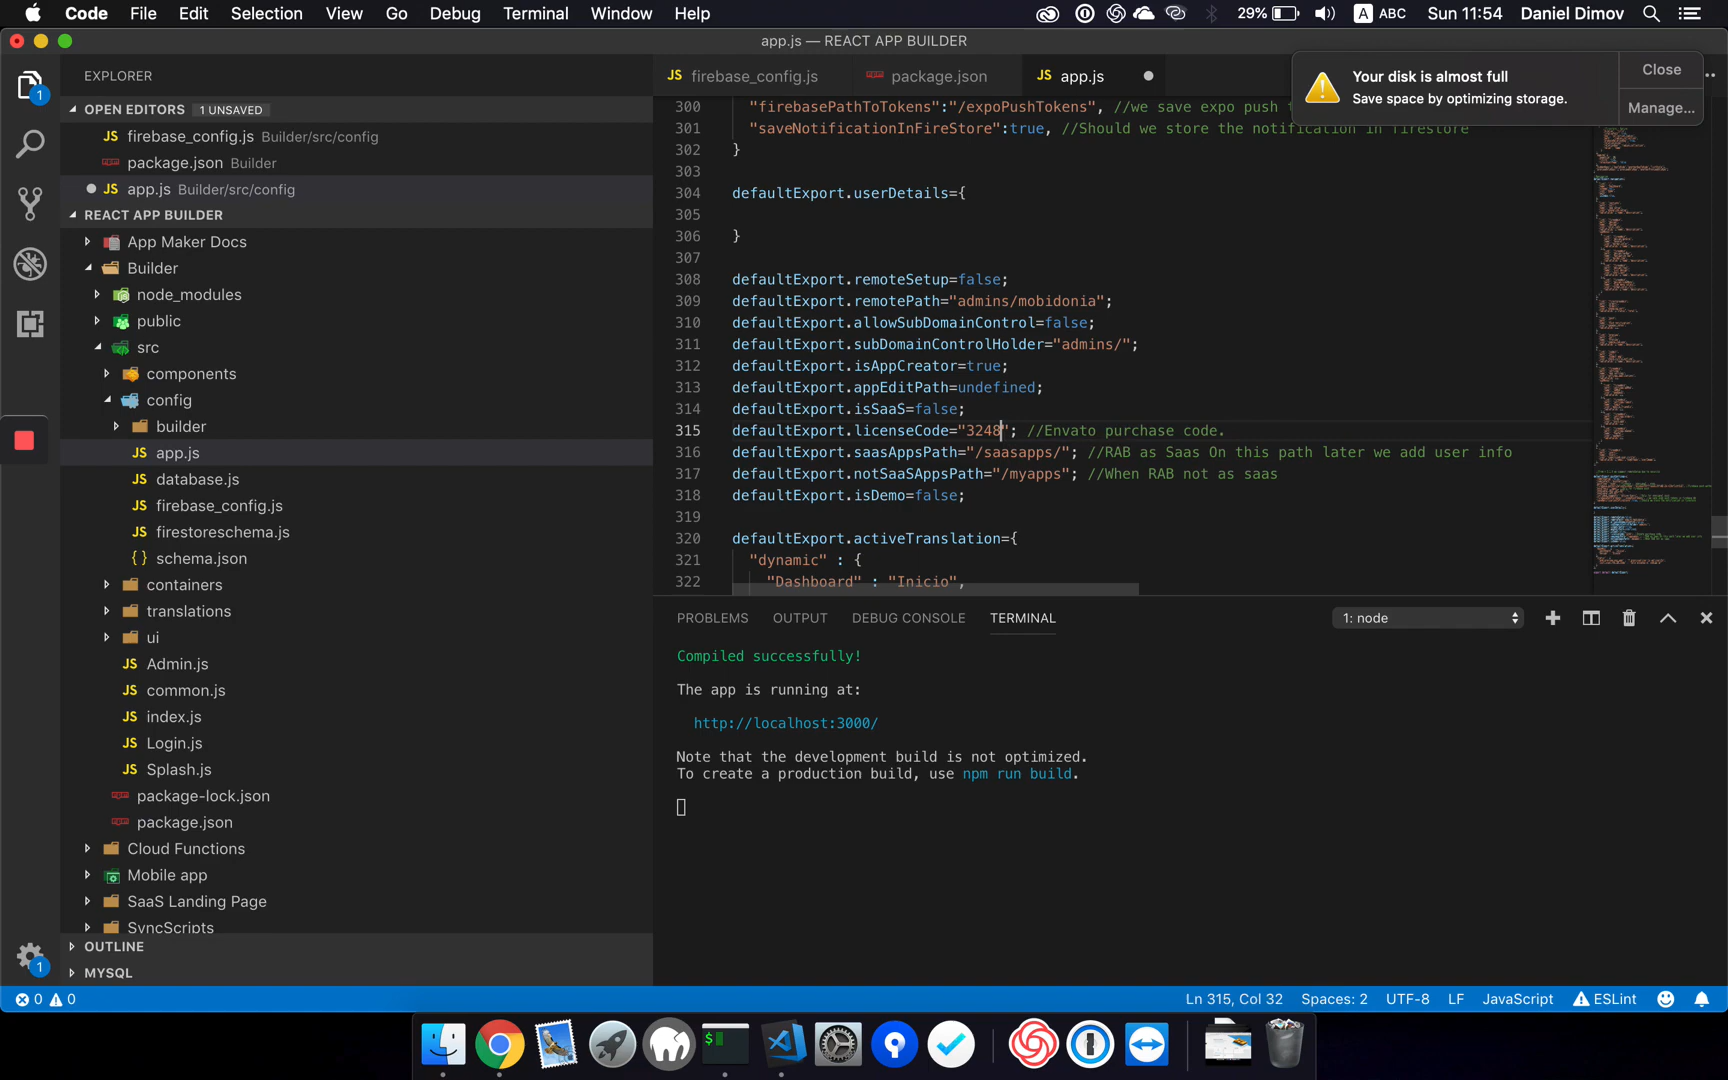 Code File Edit Selection View Go Debug Terminal Window Help 29% A ABC Sun 11:54 Daniel Dimov
app.js — REACT APP BUILDER
EXPLORER
OPEN EDITORS 1 UNSAVED
JS firebase_config.js Builder/src/config
package.json Builder
JS app.js Builder/src/config
REACT APP BUILDER
App Maker Docs
Builder
node_modules
public
src
components
config
builder
JS app.js
JS database.js
JS firebase_config.js
JS firestoreschema.js
{ } schema.json
containers
translations
ui
JS Admin.js
JS common.js
JS index.js
JS Login.js
JS Splash.js
package-lock.json
package.json
Cloud Functions
Mobile app
SaaS Landing Page
SyncScripts
OUTLINE
MYSQL
1
1
JS firebase_config.js package.json JS app.js
Your disk is almost full
Save space by optimizing storage.
Close
Manage...
300 "firebasePathToTokens":"/expoPushTokens", //we save expo push
301 "saveNotificationInFireStore":true, //Should we store the notification in firestore
302 }
303
304 defaultExport.userDetails={
305
306 }
307
308 defaultExport.remoteSetup=false;
309 defaultExport.remotePath="admins/mobidonia";
310 defaultExport.allowSubDomainControl=false;
311 defaultExport.subDomainControlHolder="admins/";
312 defaultExport.isAppCreator=true;
313 defaultExport.appEditPath=undefined;
314 defaultExport.isSaaS=false;
315 defaultExport.licenseCode="3248"; //Envato purchase code.
316 defaultExport.saasAppsPath="/saasapps/"; //RAB as Saas On this path later we add user info
317 defaultExport.notSaaSAppsPath="/myapps"; //When RAB not as saas
318 defaultExport.isDemo=false;
319
320 defaultExport.activeTranslation={
321 "dynamic" : {
322 "Dashboard" : "Inicio",
PROBLEMS OUTPUT DEBUG CONSOLE TERMINAL 1: node
Compiled successfully!
The app is running at:
http://localhost:3000/
Note that the development build is not optimized.
To create a production build, use npm run build.
0 0 Ln 315, Col 32 Spaces: 2 UTF-8 LF JavaScript ESLint
$